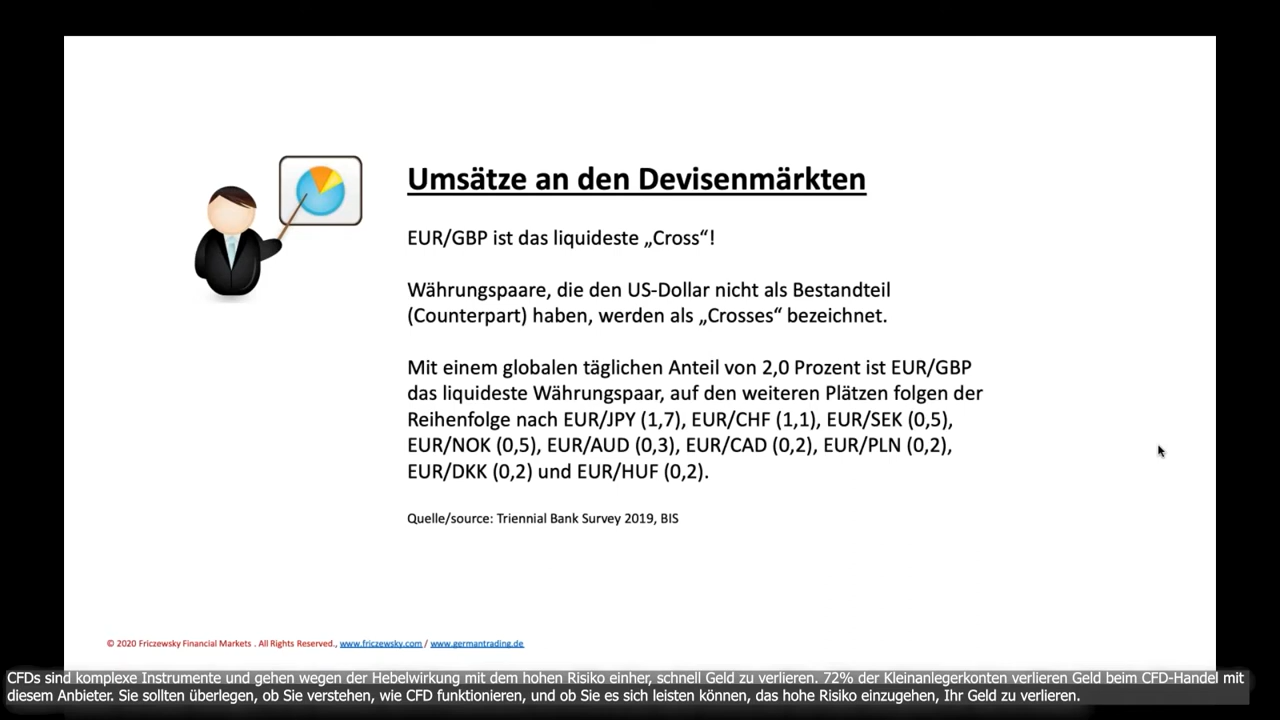 Umsätze an den Devisenmärkten
EUR/GBP ist das liquideste „Cross“!
Währungspaare, die den US-Dollar nicht als Bestandteil
(Counterpart) haben, werden als „Crosses“ bezeichnet.
Mit einem globalen täglichen Anteil von 2,0 Prozent ist EUR/GBP
das liquideste Währungspaar, auf den weiteren Plätzen folgen der
Reihenfolge nach EUR/JPY (1,7), EUR/CHF (1,1), EUR/SEK (0,5),
EUR/NOK (0,5), EUR/AUD (0,3), EUR/CAD (0,2), EUR/PLN (0,2),
EUR/DKK (0,2) und EUR/HUF (0,2).
Quelle/source: Triennial Bank Survey 2019, BIS
© 2020 Friczewsky Financial Markets . All Rights Reserved., www.friczewsky.com / www.germantrading.de
CFDs sind komplexe Instrumente und gehen wegen der Hebelwirkung mit dem hohen Risiko einher, schnell Geld zu verlieren. 72% der Kleinanlegerkonten verlieren Geld beim CFD-Handel mit
diesem Anbieter. Sie sollten überlegen, ob Sie verstehen, wie CFD funktionieren, und ob Sie es sich leisten können, das hohe Risiko einzugehen, Ihr Geld zu verlieren.